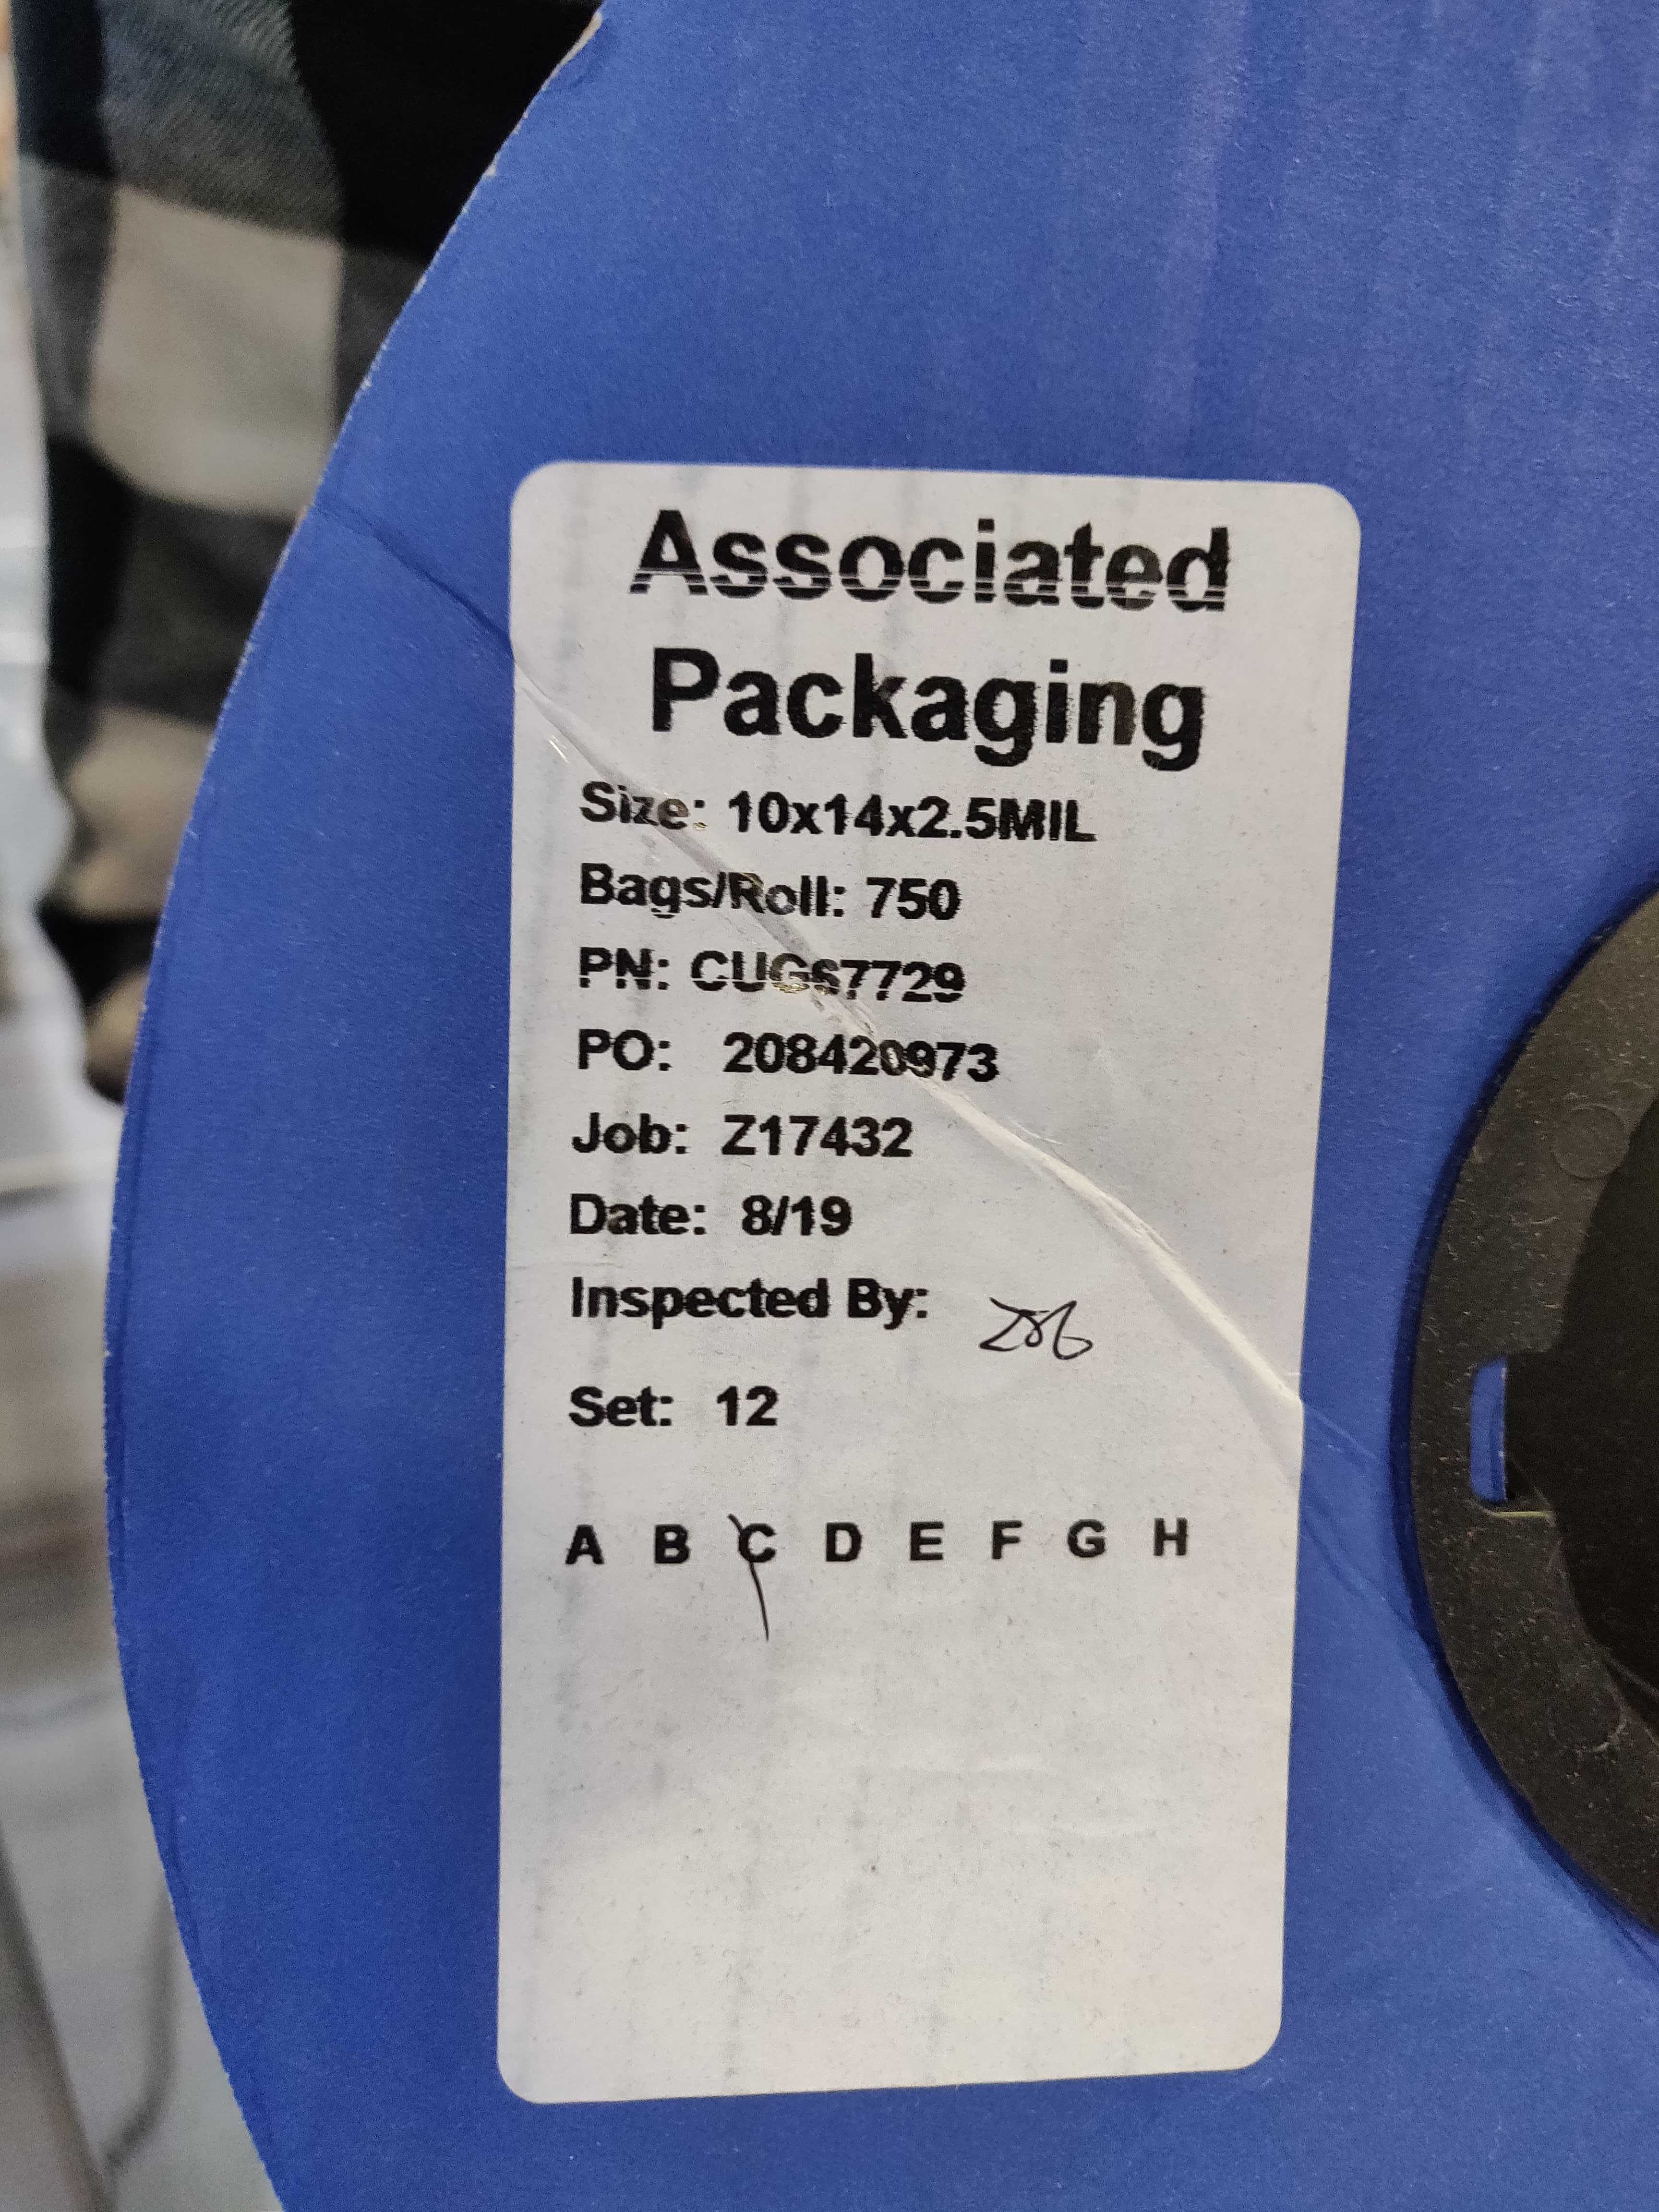 Associated
Packaging
Size: 10x14x2.5MIL
Bags/Roll: 750
PN: CUG67729
PO: 208420973
Job: Z17432
Date: 8/19
Inspected By:
Set: 12
A B C D E F G H